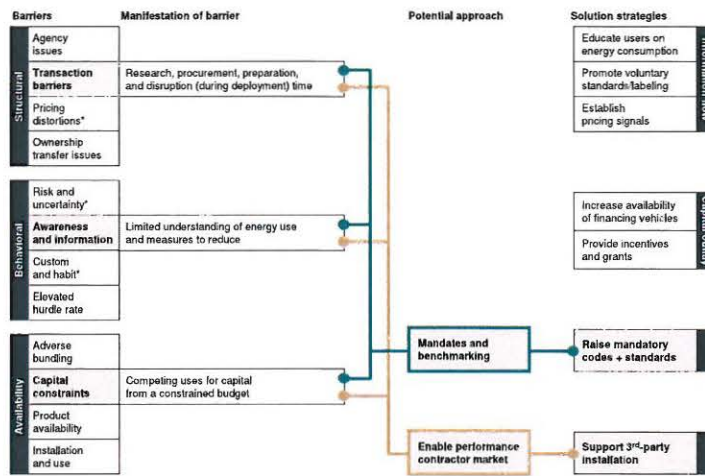 Barriers
Manifestation of barrier
Potential approach
Solution strategies
Structural
Agency
issues
Transaction
barriers
Research, procurement, preparation,
and disruption (during deployment) time
Pricing
distortions*
Ownership
transfer issues
Educate users on
energy consumption
Promote voluntary
standards/labeling
Establish
pricing signals
Behavioral
Risk and
uncertainty*
Awareness
and information
Limited understanding of energy use
and measures to reduce
Custom
and habit*
Elevated
hurdle rate
Increase availability
of financing vehicles
Provide incentives
and grants
Availability
Adverse
bundling
Capital
constraints
Competing uses for capital
from a constrained budget
Product
availability
Installation
and use
Mandates and
benchmarking
Raise mandatory
codes + standards
Enable performance
contractor market
Support 3rd-party
installation